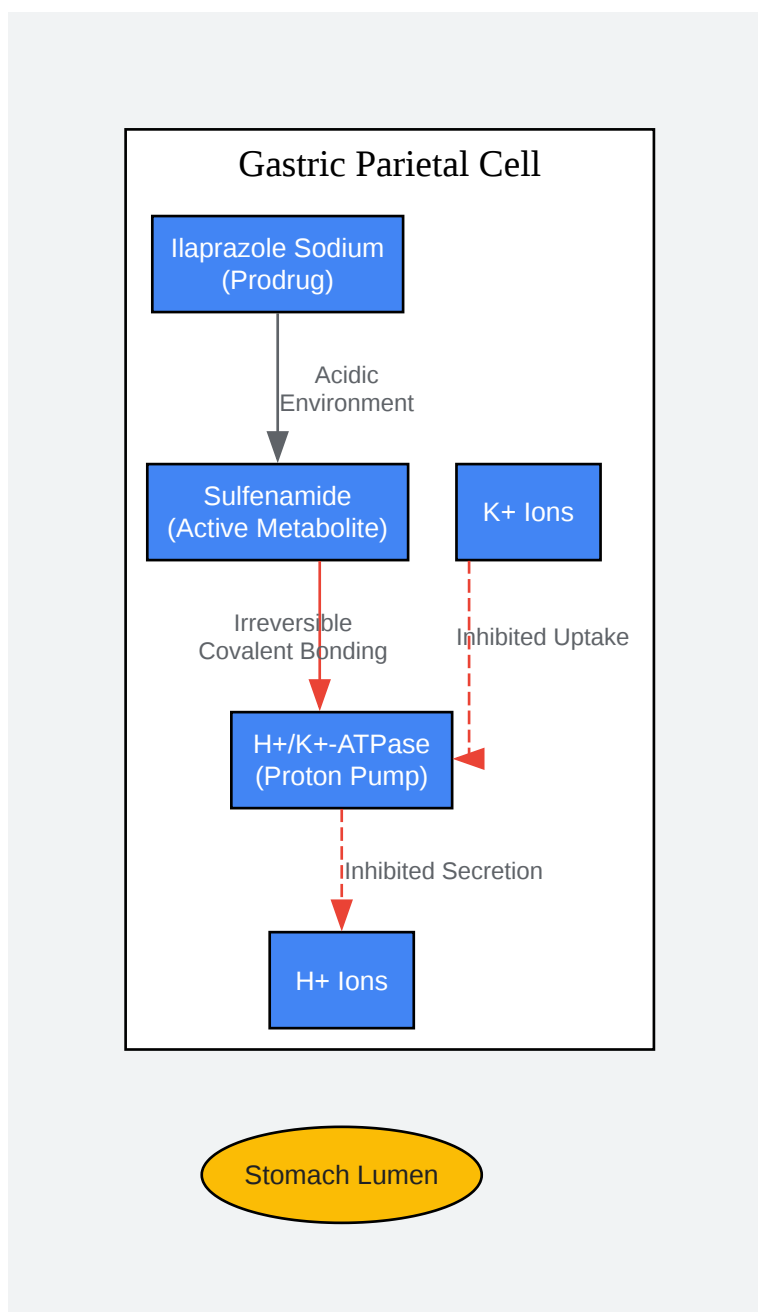 Gastric Parietal Cell
Ilaprazole Sodium
(Prodrug)
Acidic
Environment
Sulfenamide
(Active Metabolite)
K+ Ions
Irreversible
Covalent Bonding
Inhibited Uptake
H+/K+-ATPase
(Proton Pump)
Inhibited Secretion
H+ Ions
Stomach Lumen